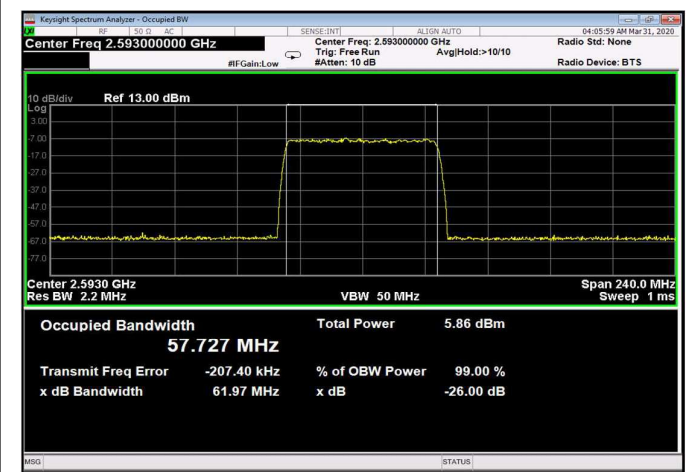 Keysight Spectrum Analyzer - Occupied BW
RF 50 Ω AC SENSE:INT ALIGN AUTO 04:05:59 AM Mar 31, 2020
Center Freq 2.593000000 GHz Center Freq: 2.593000000 GHz Radio Std: None
Trig: Free Run Avg|Hold:>10/10
#IFGain:Low #Atten: 10 dB Radio Device: BTS
10 dB/div Ref 13.00 dBm
Log
3.00
-7.00
-17.0
-27.0
-37.0
-47.0
-57.0
-67.0
-77.0
Center 2.5930 GHz Span 240.0 MHz
Res BW 2.2 MHz VBW 50 MHz Sweep 1 ms
Occupied Bandwidth Total Power 5.86 dBm
57.727 MHz
Transmit Freq Error -207.40 kHz % of OBW Power 99.00 %
x dB Bandwidth 61.97 MHz x dB -26.00 dB
MSG STATUS